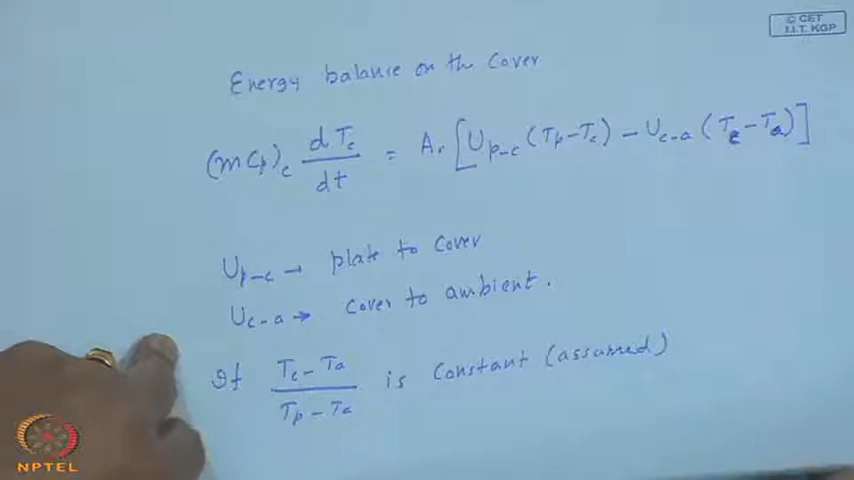 © CET
I.I.T. KGP
Energy balance on the Cover
(mCp)c dTc/dt = Ac [Up-c (Tp-Tc) - Uc-a (Tc-Ta)]
Up-c → plate to cover
Uc-a → cover to ambient.
If Tc-Ta/Tp-Ta is constant (assumed)
NPTEL